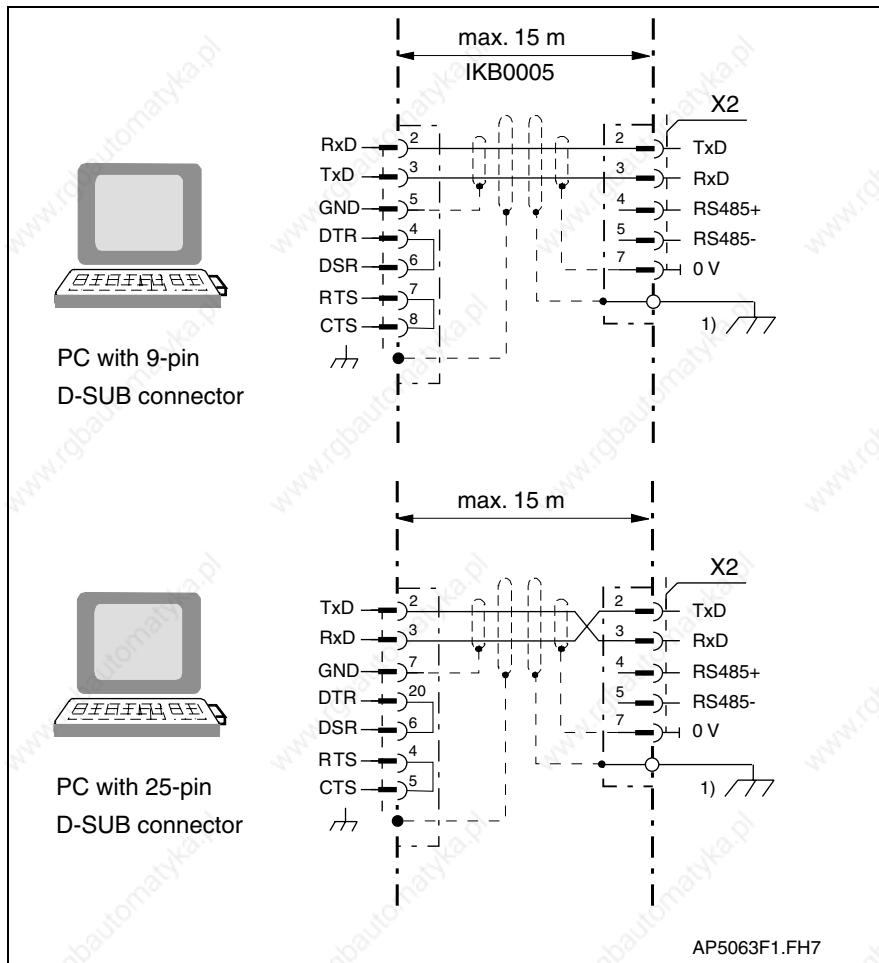 max. 15 m
IKB0005
X2
RxD 2 2 TxD
TxD 3 3 RxD
GND 5 4 RS485+
DTR 4 5 RS485-
DSR 6 7 0 V
RTS 7
CTS 8 1)
PC with 9-pin
D-SUB connector
max. 15 m
X2
TxD 2 2 TxD
RxD 3 3 RxD
GND 7 4 RS485+
DTR 20 5 RS485-
DSR 6 7 0 V
RTS 4
CTS 5 1)
PC with 25-pin
D-SUB connector
AP5063F1.FH7
www.rgbautomatyka.pl